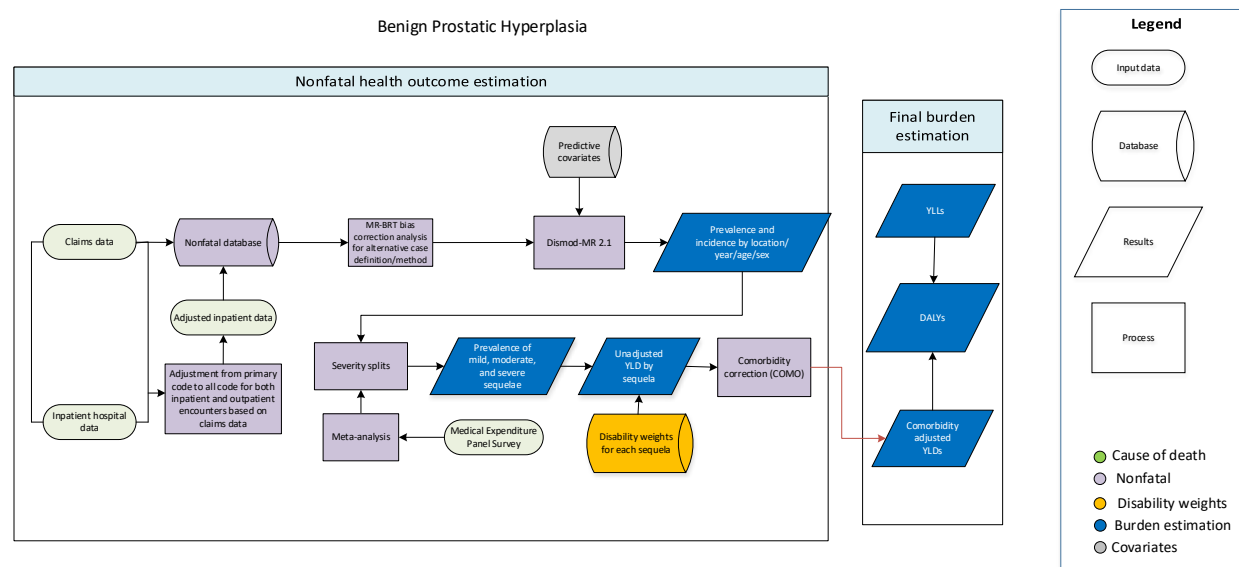 Benign Prostatic Hyperplasia
Nonfatal health outcome estimation
Predictive
covariates
Claims data
Nonfatal database
MR-BRT bias
correction analysis
for alternative case
definition/method
Dismod-MR 2.1
Prevalence and
incidence by location/
year/age/sex
Adjusted inpatient data
Adjustment from primary
code to all code for both
inpatient and outpatient
encounters based on
claims data
Inpatient hospital
data
Severity splits
Prevalence of
mild, moderate,
and severe
sequelae
Unadjusted
YLD by
sequela
Comorbidity
correction (COMO)
Meta-analysis
Medical Expenditure
Panel Survey
Disability weights
for each sequela
Final burden
estimation
YLLs
DALYs
Comorbidity
adjusted
YLDs
Legend
Input data
Database
Results
Process
Cause of death
Nonfatal
Disability weights
Burden estimation
Covariates